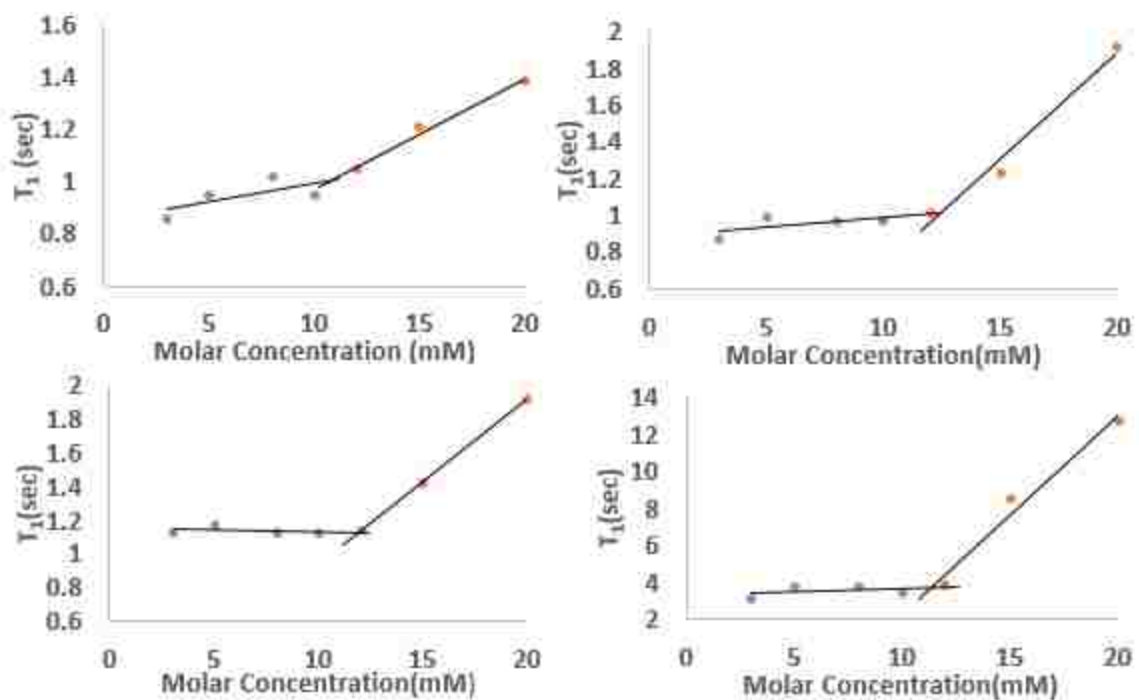 1.6
1.4
1.2
1
0.8
0.6
T1 (sec)
0 5 10 15 20
Molar Concentration (mM)
2
1.8
1.6
1.4
1.2
1
0.8
0.6
T1(sec)
0 5 10 15 20
Molar Concentration(mM)
2
1.8
1.6
1.4
1.2
1
0.8
0.6
T1(sec)
0 5 10 15 20
Molar Concentration(mM)
14
12
10
8
6
4
2
T1(sec)
0 5 10 15 20
Molar Concentration(mM)